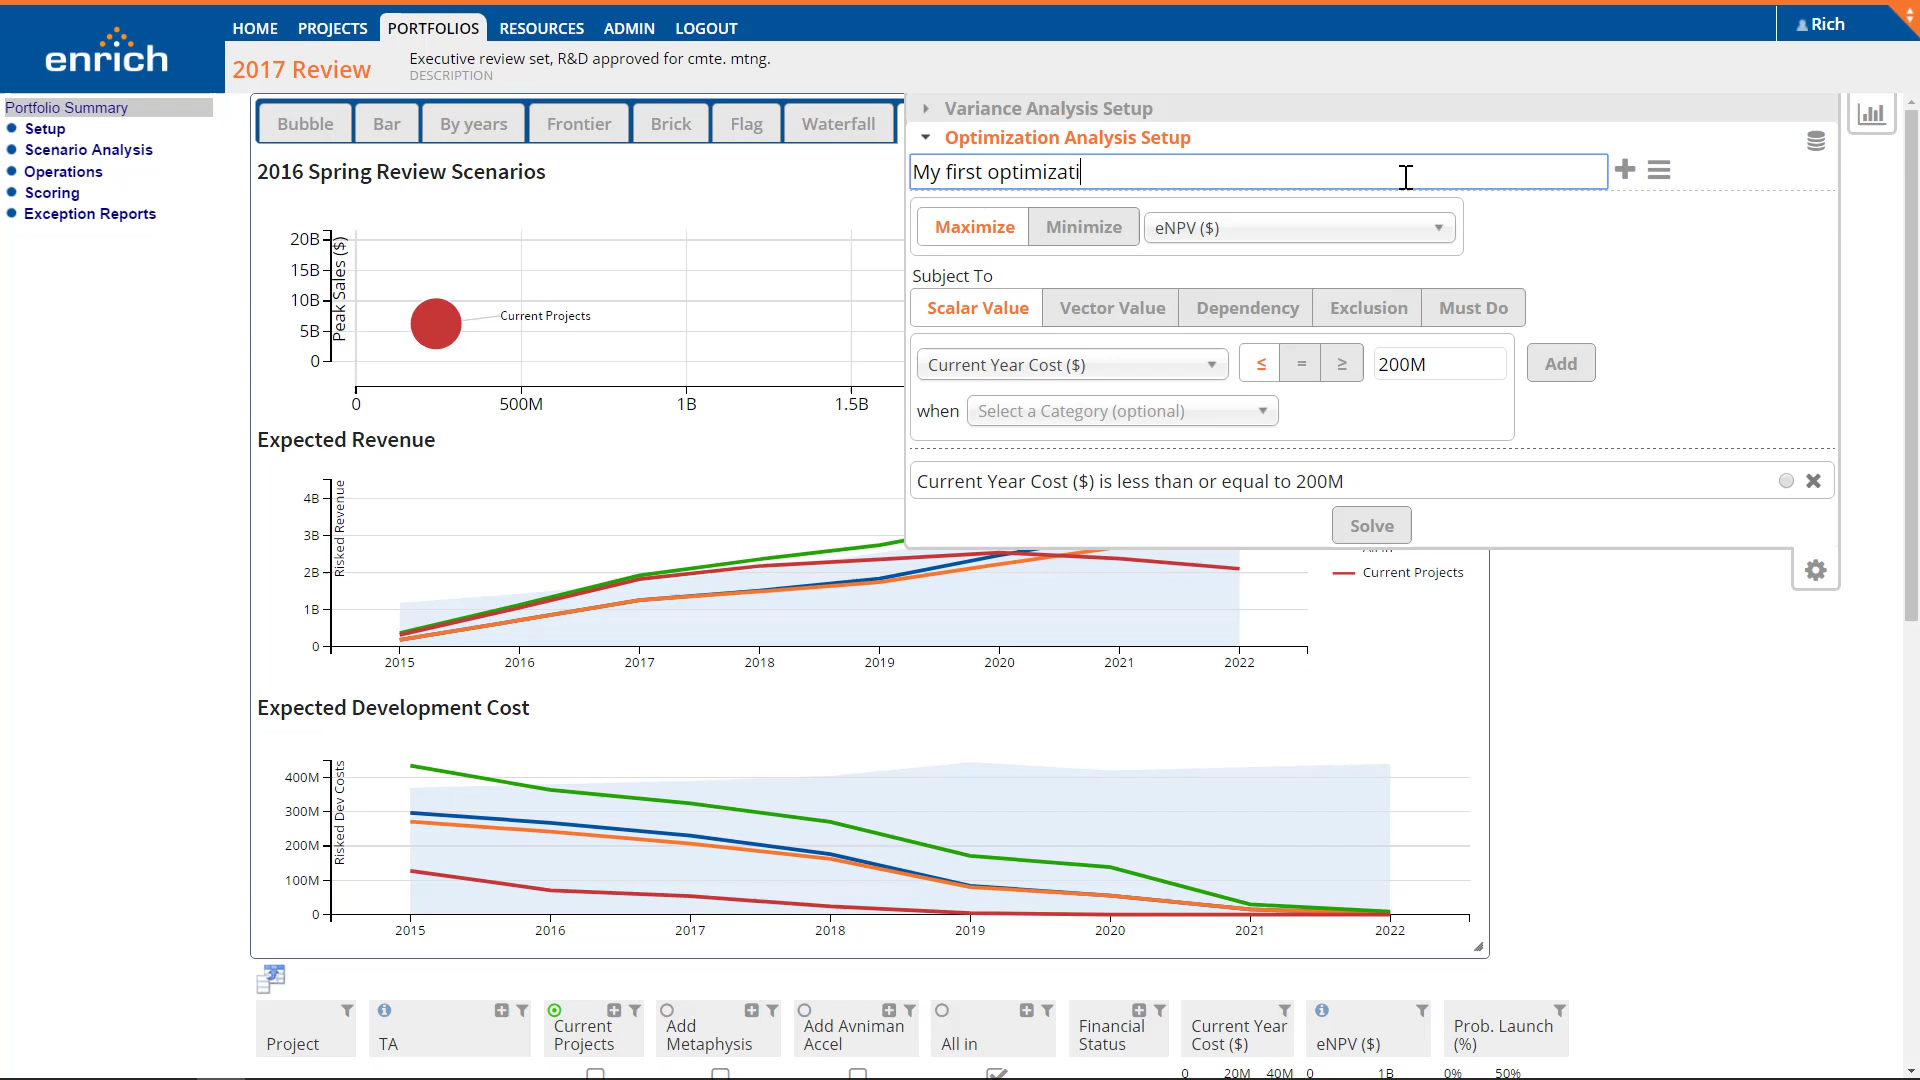 HOME PROJECTS PORTFOLIOS RESOURCES ADMIN LOGOUT
Rich
enrich
2017 Review
Executive review set, R&D approved for cmte. mtng.
DESCRIPTION
Portfolio Summary
Setup
Scenario Analysis
Operations
Scoring
Exception Reports
Bubble Bar By years Frontier Brick Flag Waterfall
2016 Spring Review Scenarios
Peak Sales ($)
20B
15B
10B
5B
0
Current Projects
0 500M 1B 1.5B
Variance Analysis Setup
Optimization Analysis Setup
My first optimizati
Maximize Minimize eNPV ($)
Subject To
Scalar Value Vector Value Dependency Exclusion Must Do
Current Year Cost ($) ≤ = ≥ 200M Add
when Select a Category (optional)
Current Year Cost ($) is less than or equal to 200M
Solve
Expected Revenue
Risked Revenue
4B
3B
2B
1B
0
2015 2016 2017 2018 2019 2020 2021 2022
Current Projects
Expected Development Cost
Risked Dev Costs
400M
300M
200M
100M
0
2015 2016 2017 2018 2019 2020 2021 2022
Project
TA
Current
Projects
Add
Metaphysis
Add Avniman
Accel
All in
Financial
Status
Current Year
Cost ($)
eNPV ($)
Prob. Launch
(%)
0 20M 40M 0 1B 0% 50%